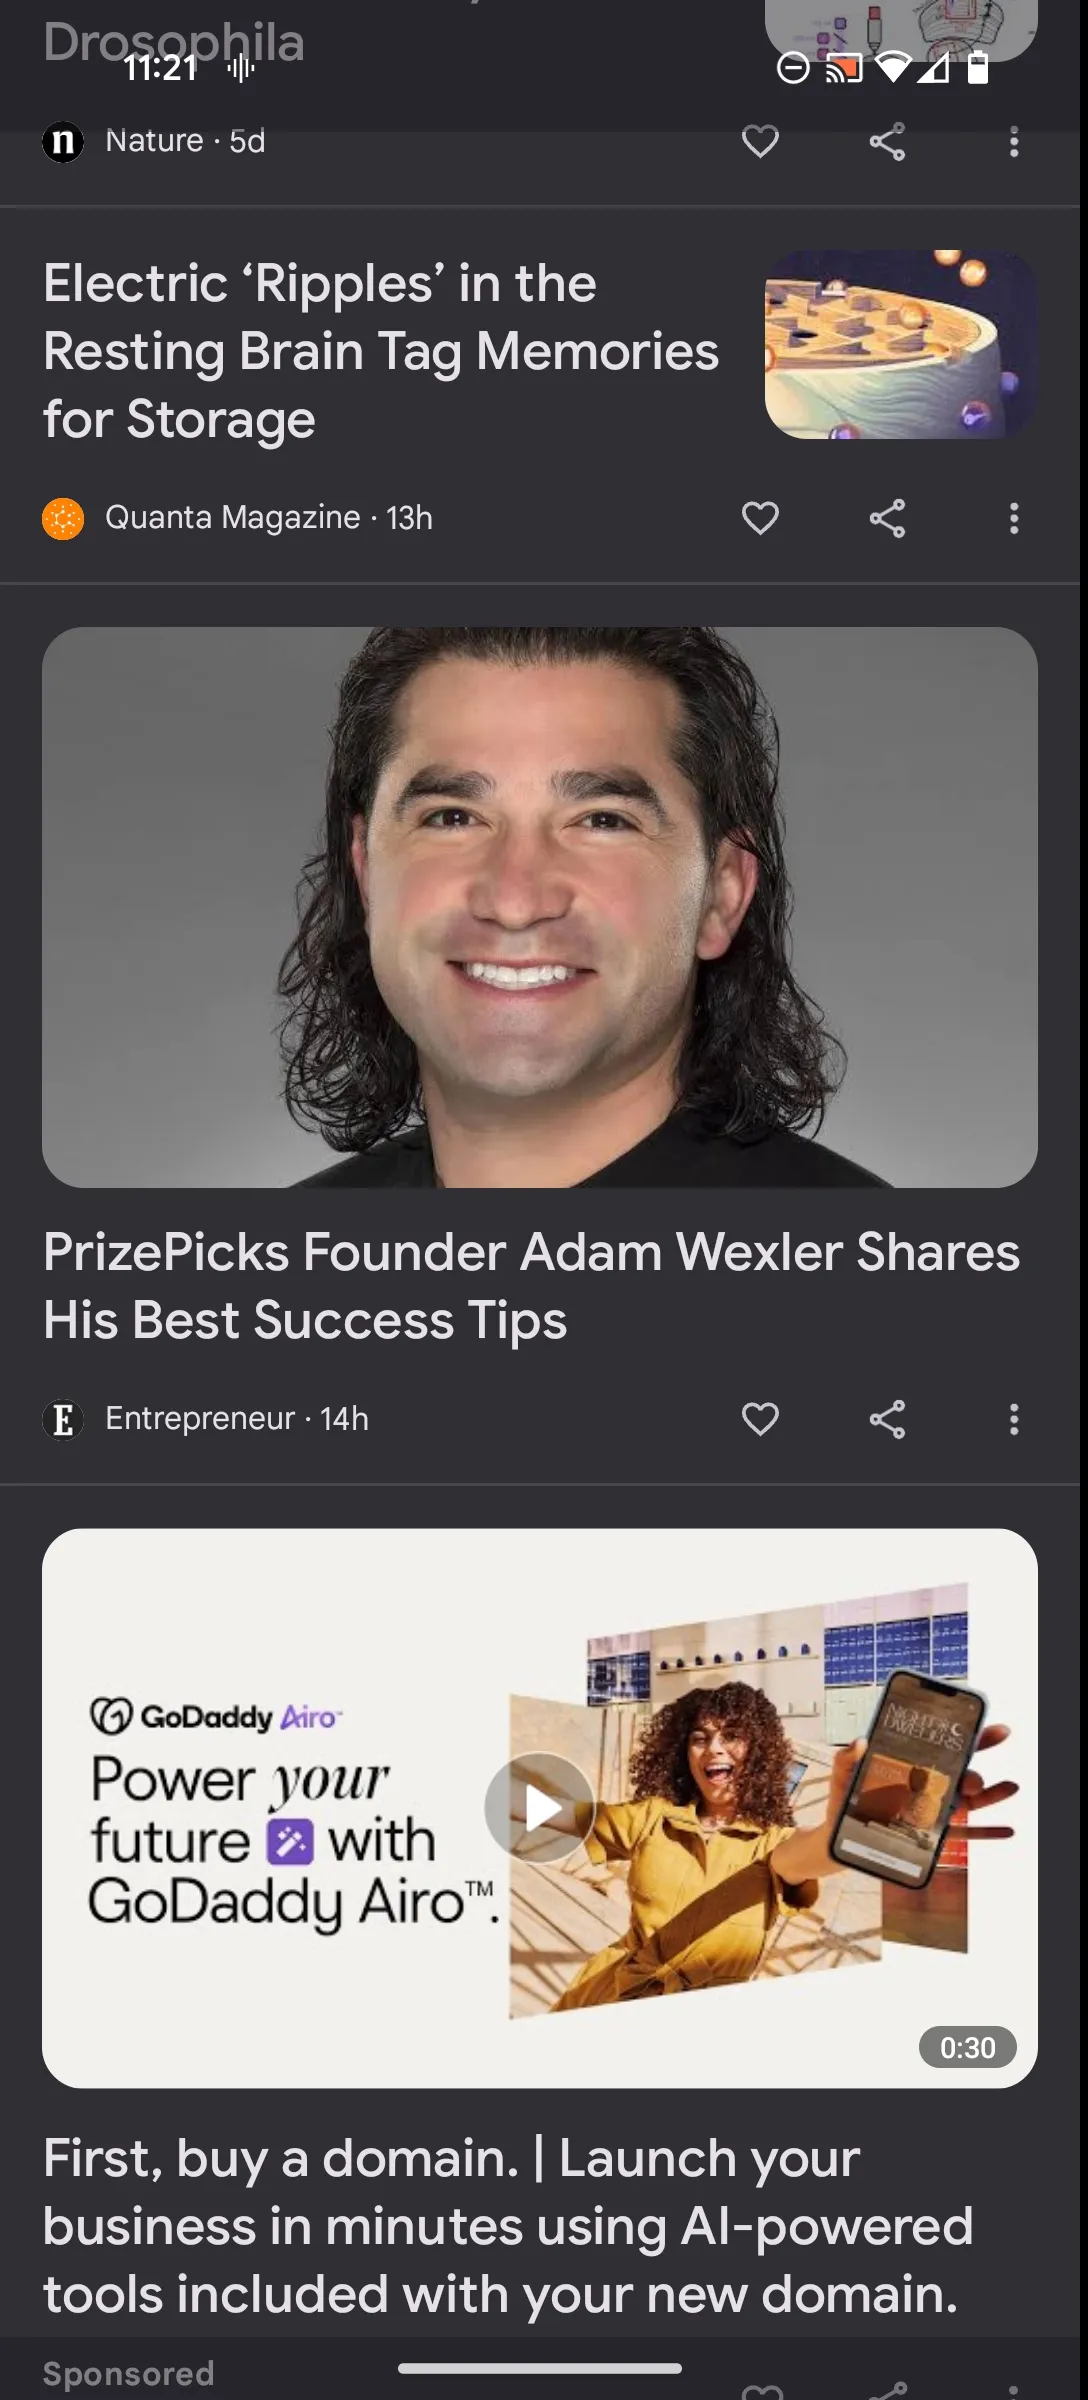 Drosophila
11:21
n Nature · 5d
Electric ‘Ripples’ in the
Resting Brain Tag Memories
for Storage
Quanta Magazine · 13h
PrizePicks Founder Adam Wexler Shares
His Best Success Tips
E Entrepreneur · 14h
GoDaddy Airo™
Power your
future with
GoDaddy Airo™.
NIGHT
DWELLERS
0:30
First, buy a domain. | Launch your
business in minutes using AI-powered
tools included with your new domain.
Sponsored